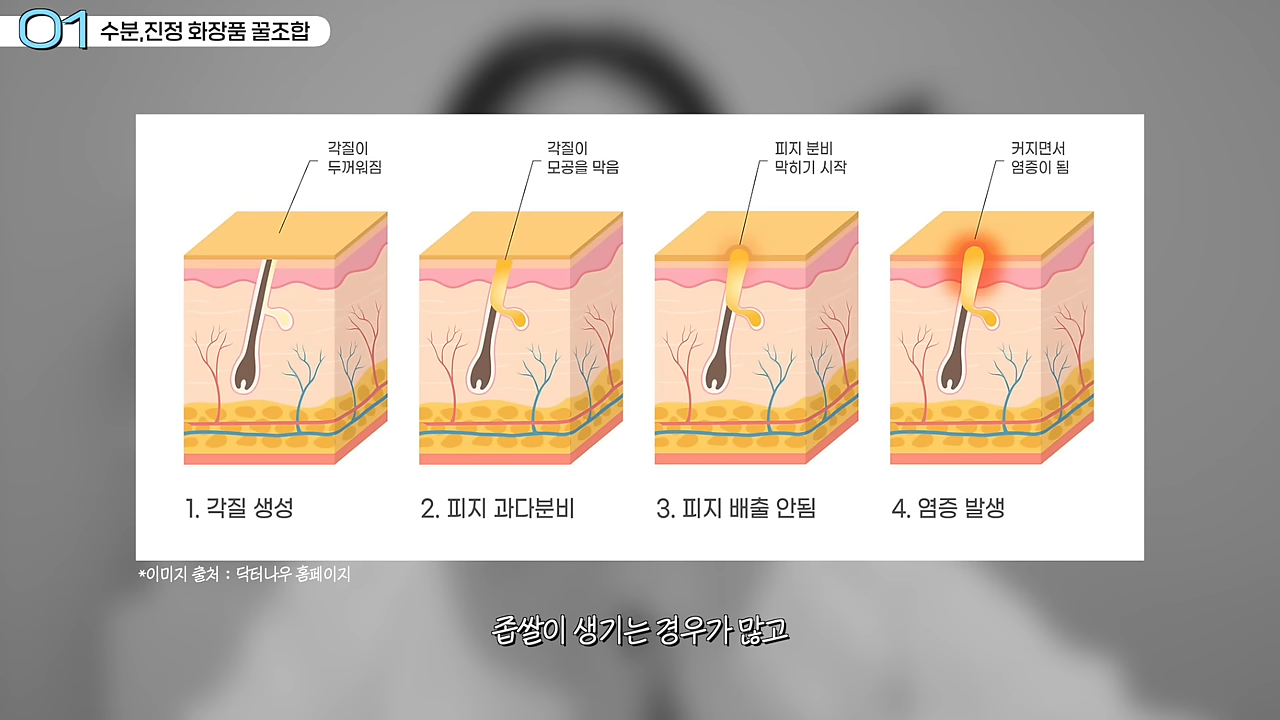 01 수분,진정 화장품 꿀조합
각질이
두꺼워짐
각질이
모공을 막음
피지 분비
막히기 시작
커지면서
염증이 됨
1. 각질 생성
2. 피지 과다분비
3. 피지 배출 안됨
4. 염증 발생
*이미지 출처 : 닥터나우 홈페이지
좁쌀이 생기는 경우가 많고